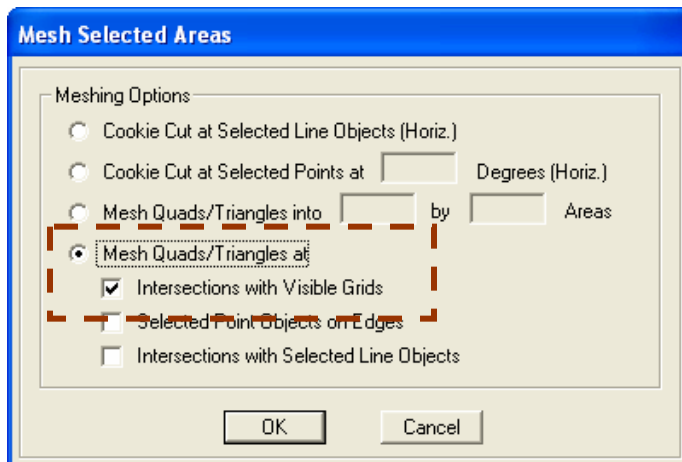 Mesh Selected Areas
Meshing Options
Cookie Cut at Selected Line Objects (Horiz.)
Cookie Cut at Selected Points at Degrees (Horiz.)
Mesh Quads/Triangles into by Areas
Mesh Quads/Triangles at
Intersections with Visible Grids
Selected Point Objects on Edges
Intersections with Selected Line Objects
OK Cancel